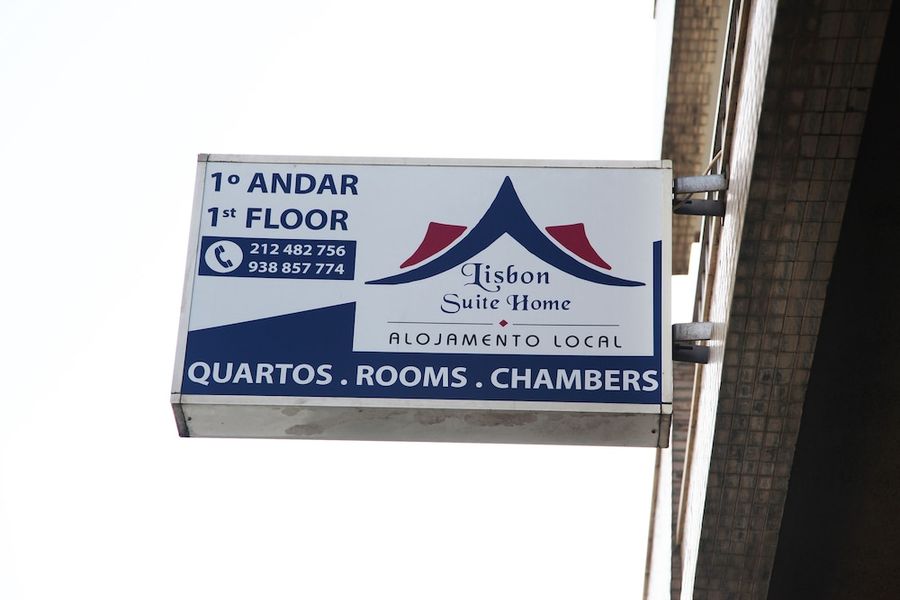 1º ANDAR
1st FLOOR
212 482 756
938 857 774
Lisbon
Suite Home
ALOJAMENTO LOCAL
QUARTOS . ROOMS . CHAMBERS